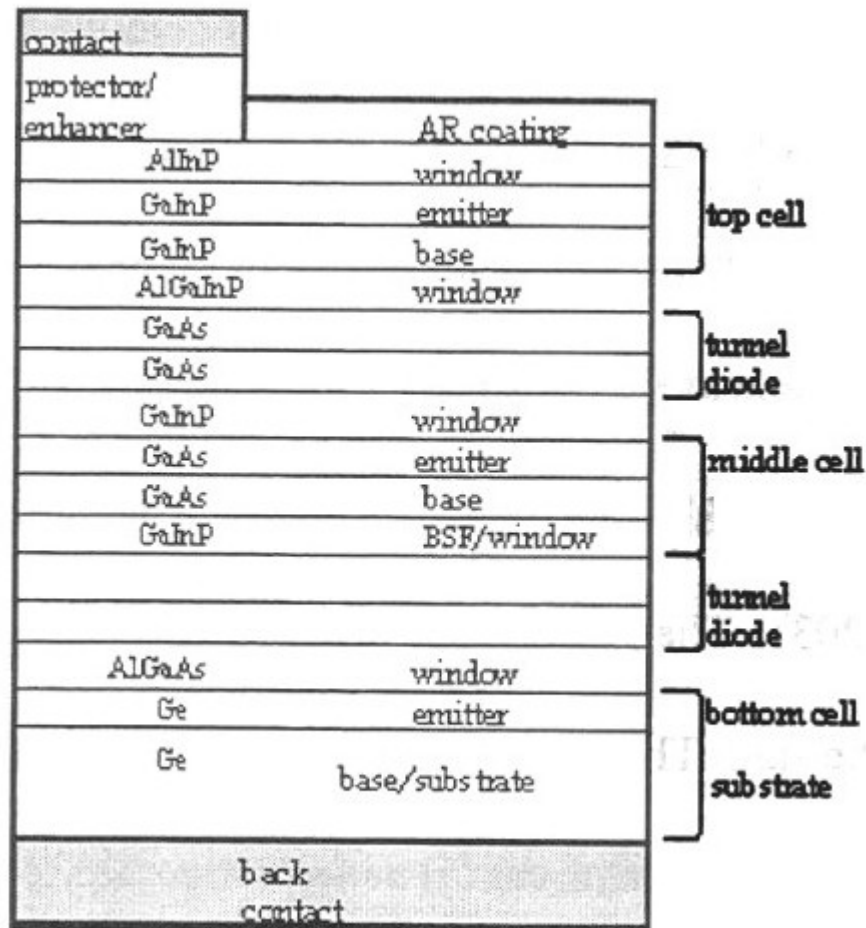 contact
protector/
enhancer
AR coating
AlInP window
GaInP emitter
top cell
GaInP base
AlGaInP window
GaAs
tunnel
GaAs
diode
GaInP window
GaAs emitter
middle cell
GaAs base
GaInP BSF/window
tunnel
diode
AlGaAs window
Ge emitter
bottom cell
Ge
base/substrate
substrate
back
contact